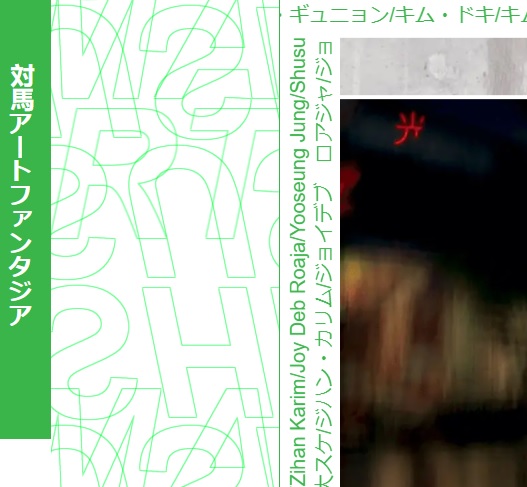 対馬アートファンタジア
ギュニョン/キム・ドキ/キム
Zihan Karim/Joy Deb Roaja/Yooseung Jung/Shusu
大スケ/ジハン・カリム/ジョイデブ ロアジャ/ジョ
光